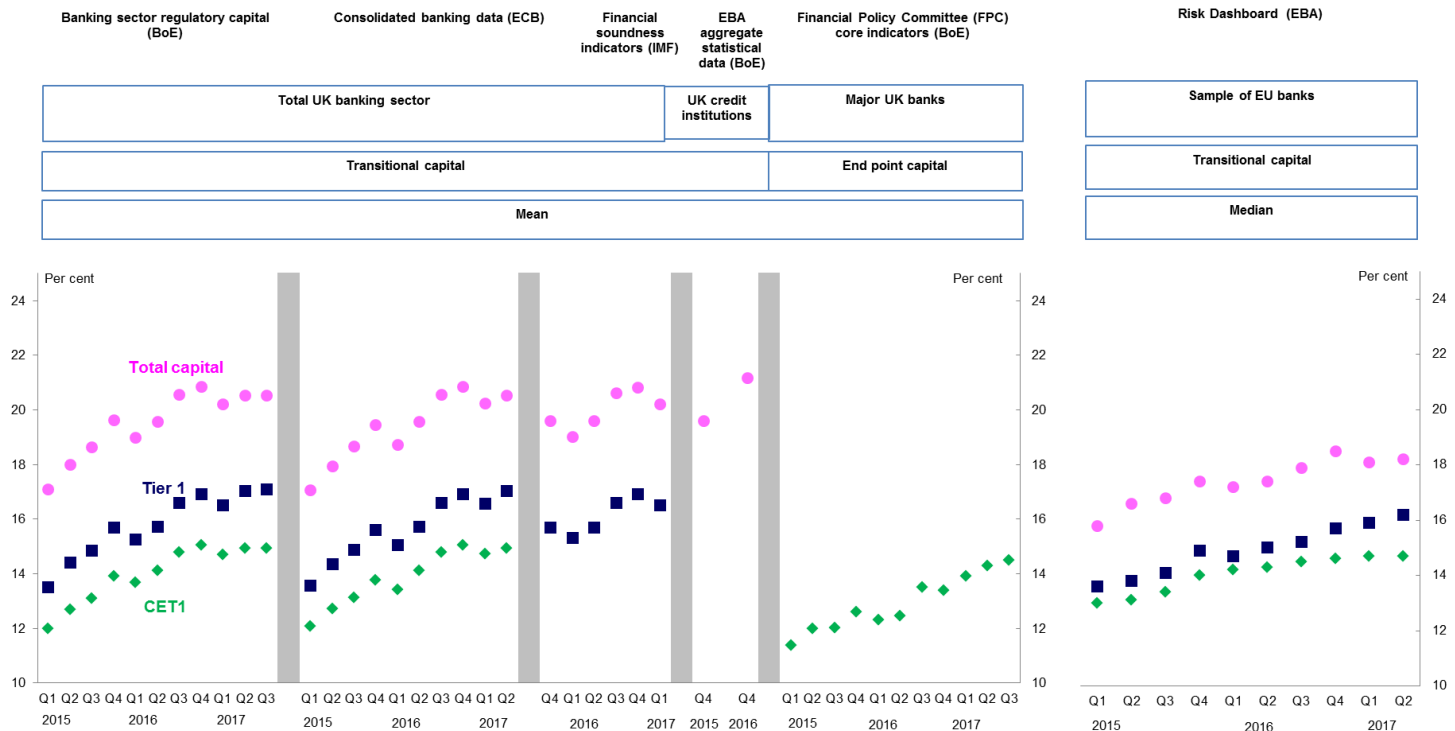 Banking sector regulatory capital
(BoE)
Consolidated banking data (ECB)
Financial
soundness
indicators (IMF)
EBA
aggregate
statistical
data (BoE)
Financial Policy Committee (FPC)
core indicators (BoE)
Risk Dashboard (EBA)
Total UK banking sector
UK credit
institutions
Major UK banks
Sample of EU banks
Transitional capital
End point capital
Transitional capital
Mean
Median
Per cent
Per cent
Per cent
24
22
20
18
16
14
12
10
Total capital
Tier 1
CET1
24
22
20
18
16
14
12
10
24
22
20
18
16
14
12
10
Q1 Q2 Q3 Q4 Q1 Q2 Q3 Q4 Q1 Q2 Q3
2015 2016 2017
Q1 Q2 Q3 Q4 Q1 Q2 Q3 Q4 Q1 Q2
2015 2016 2017
Q4 Q1 Q2 Q3 Q4 Q1
2015 2016
Q4 Q4
2015 2016
Q1 Q2 Q3 Q4 Q1 Q2 Q3 Q4 Q1 Q2 Q3
2015 2016 2017
Q1 Q2 Q3 Q4 Q1 Q2 Q3 Q4 Q1 Q2
2015 2016 2017